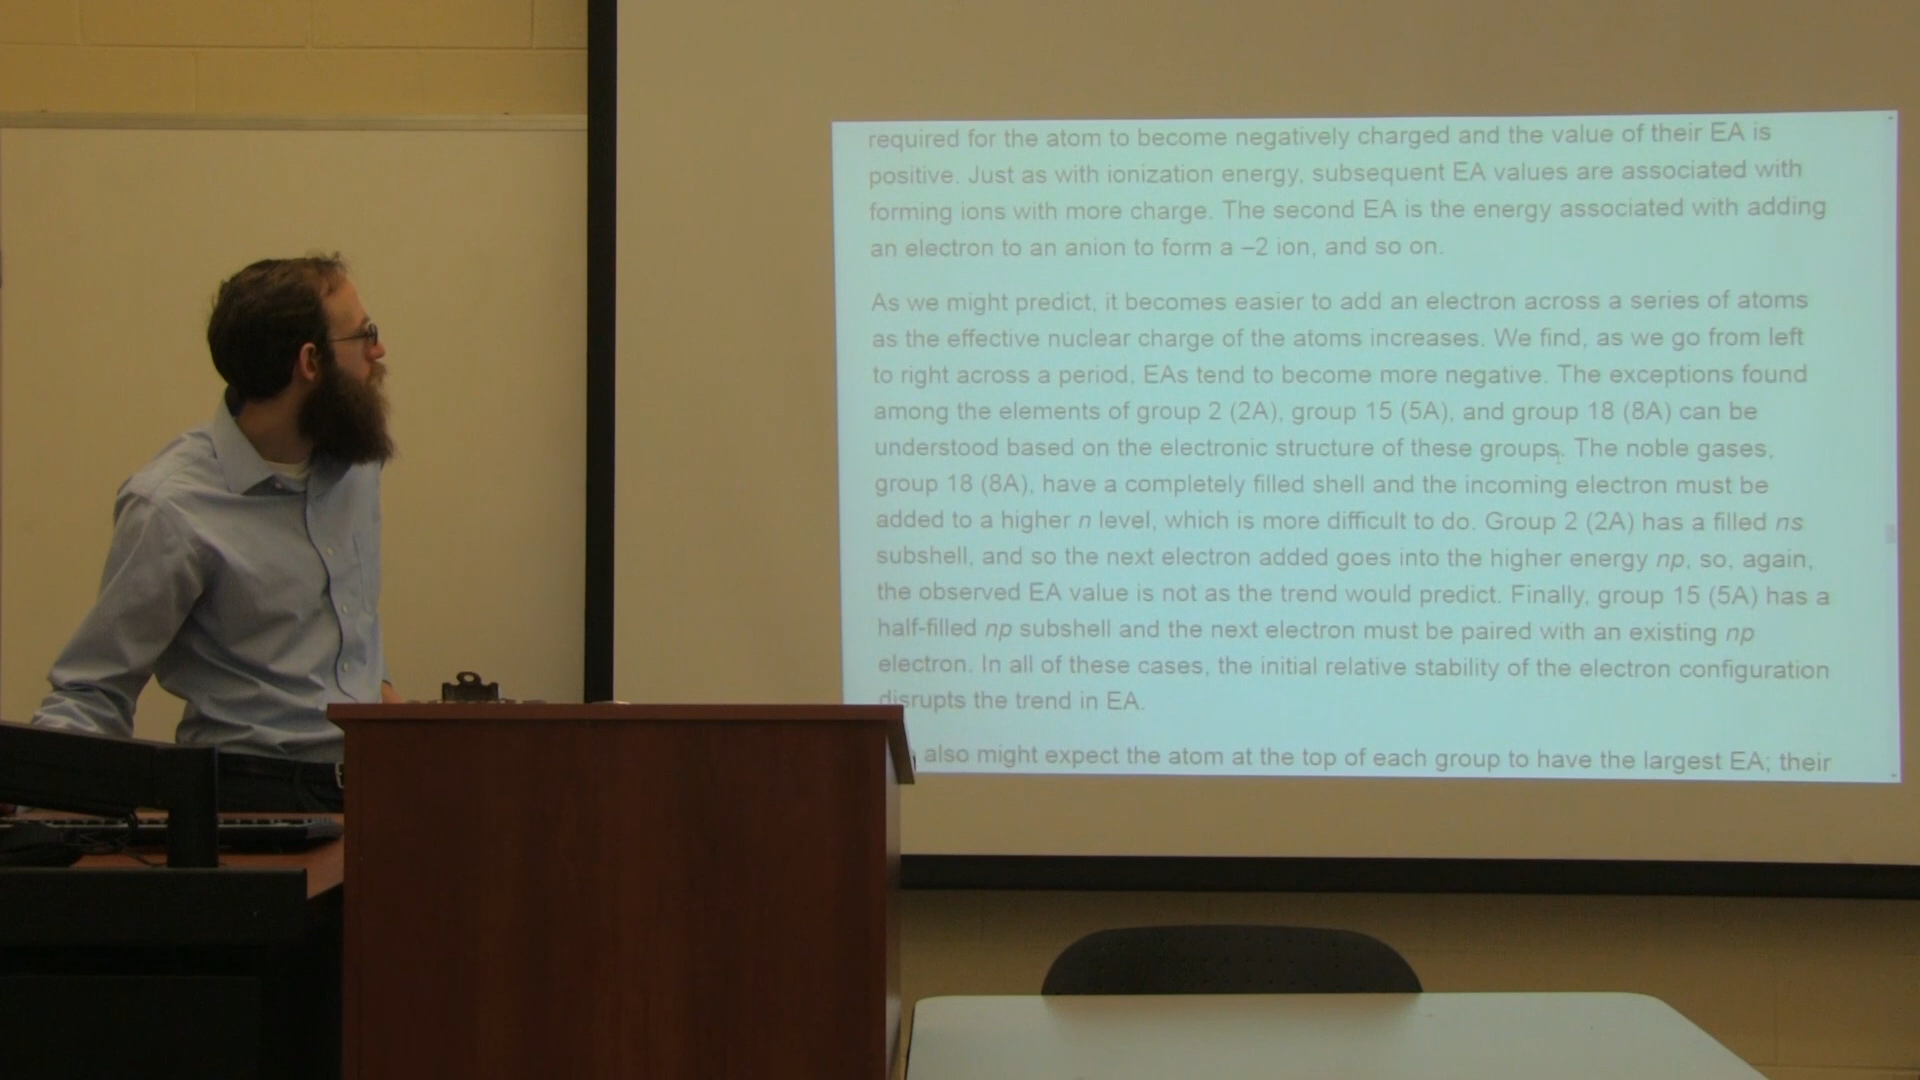 required for the atom to become negatively charged and the value of their EA is
positive. Just as with ionization energy, subsequent EA values are associated with
forming ions with more charge. The second EA is the energy associated with adding
an electron to an anion to form a –2 ion, and so on.
As we might predict, it becomes easier to add an electron across a series of atoms
as the effective nuclear charge of the atoms increases. We find, as we go from left
to right across a period, EAs tend to become more negative. The exceptions found
among the elements of group 2 (2A), group 15 (5A), and group 18 (8A) can be
understood based on the electronic structure of these groups. The noble gases,
group 18 (8A), have a completely filled shell and the incoming electron must be
added to a higher n level, which is more difficult to do. Group 2 (2A) has a filled ns
subshell, and so the next electron added goes into the higher energy np, so, again,
the observed EA value is not as the trend would predict. Finally, group 15 (5A) has a
half-filled np subshell and the next electron must be paired with an existing np
electron. In all of these cases, the initial relative stability of the electron configuration
disrupts the trend in EA.
also might expect the atom at the top of each group to have the largest EA; their